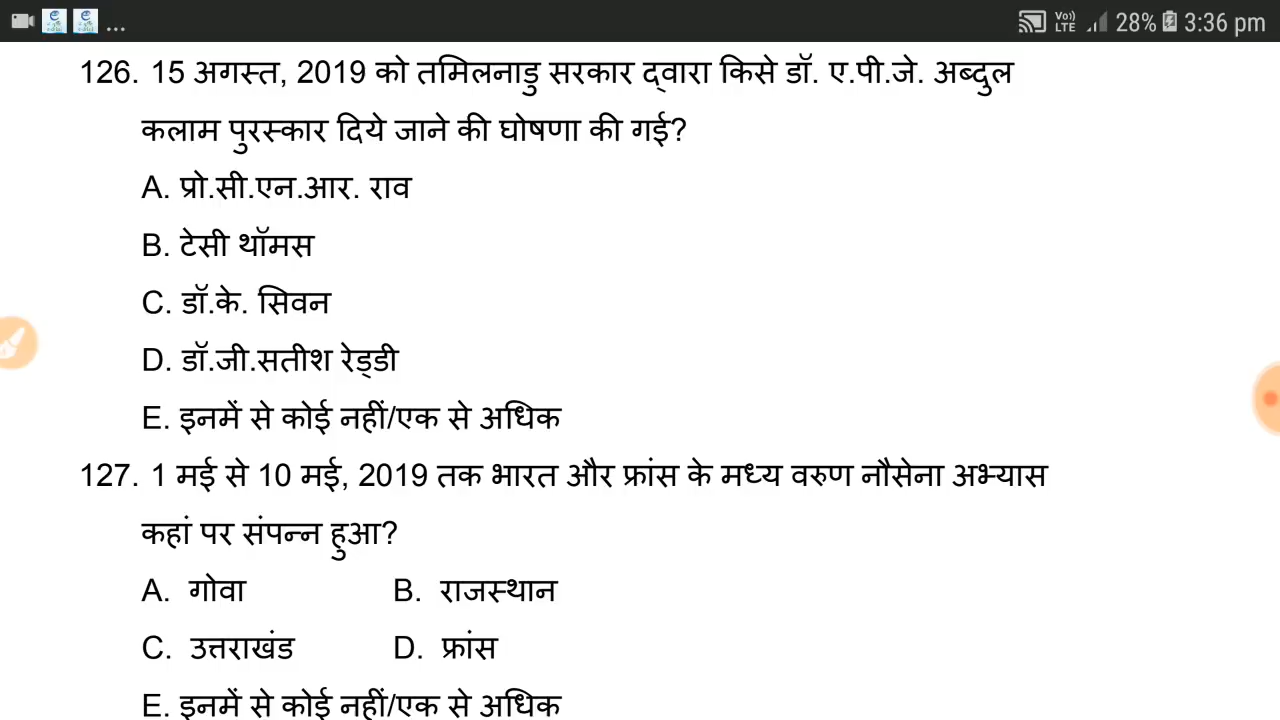 ... Vo) LTE 28% 3:36 pm
126. 15 अगस्त, 2019 को तमिलनाडु सरकार द्वारा किसे डॉ. ए.पी.जे. अब्दुल
कलाम पुरस्कार दिये जाने की घोषणा की गई?
A. प्रो.सी.एन.आर. राव
B. टेसी थॉमस
C. डॉ.के. सिवन
D. डॉ.जी.सतीश रेड्डी
E. इनमें से कोई नहीं/एक से अधिक
127. 1 मई से 10 मई, 2019 तक भारत और फ्रांस के मध्य वरुण नौसेना अभ्यास
कहां पर संपन्न हुआ?
A. गोवा B. राजस्थान
C. उत्तराखंड D. फ्रांस
E. इनमें से कोई नहीं/एक से अधिक